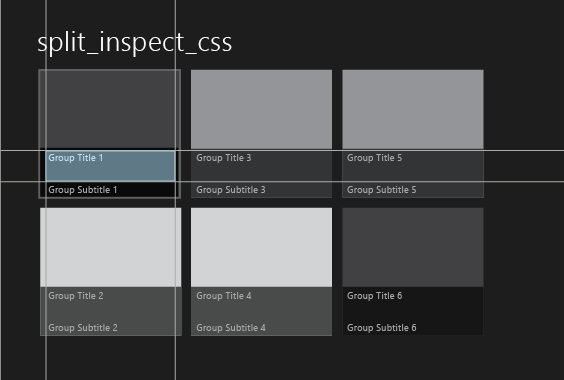 split_inspect_css
Group Title 1
Group Subtitle 1
Group Title 3
Group Subtitle 3
Group Title 5
Group Subtitle 5
Group Title 2
Group Subtitle 2
Group Title 4
Group Subtitle 4
Group Title 6
Group Subtitle 6